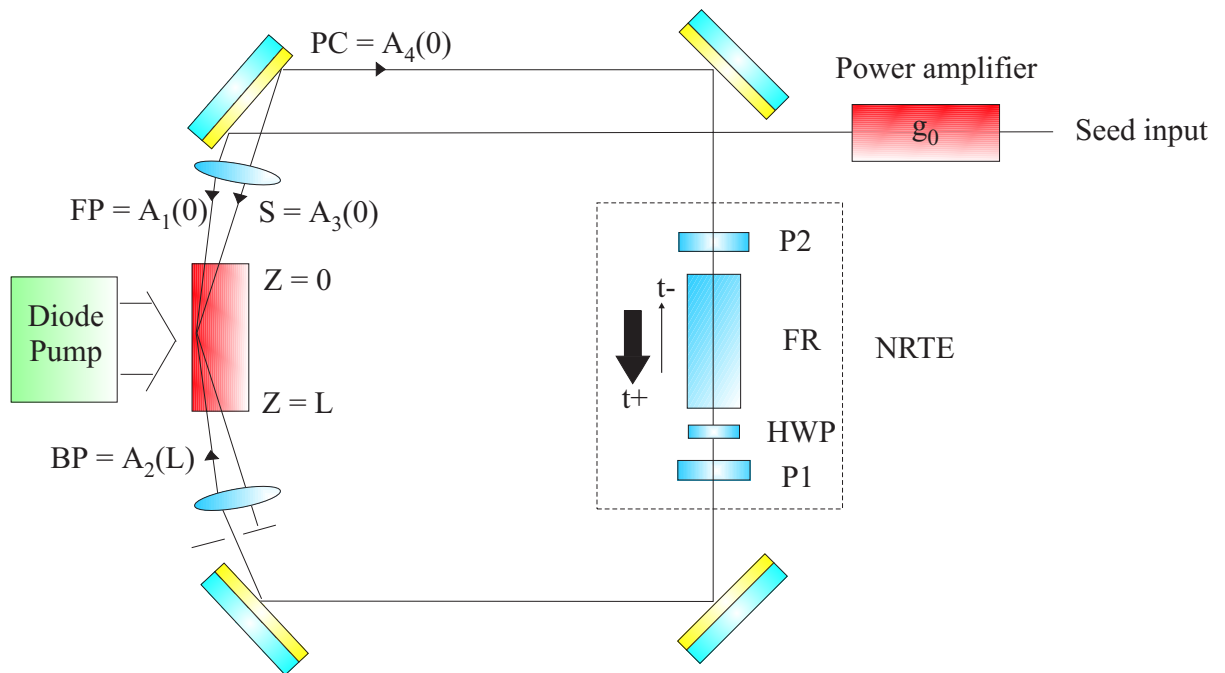 PC = A₄(0)
Power amplifier
g₀
Seed input
FP = A₁(0)
S = A₃(0)
P2
Z = 0
t-
Diode
Pump
FR
NRTE
Z = L
t+
HWP
BP = A₂(L)
P1